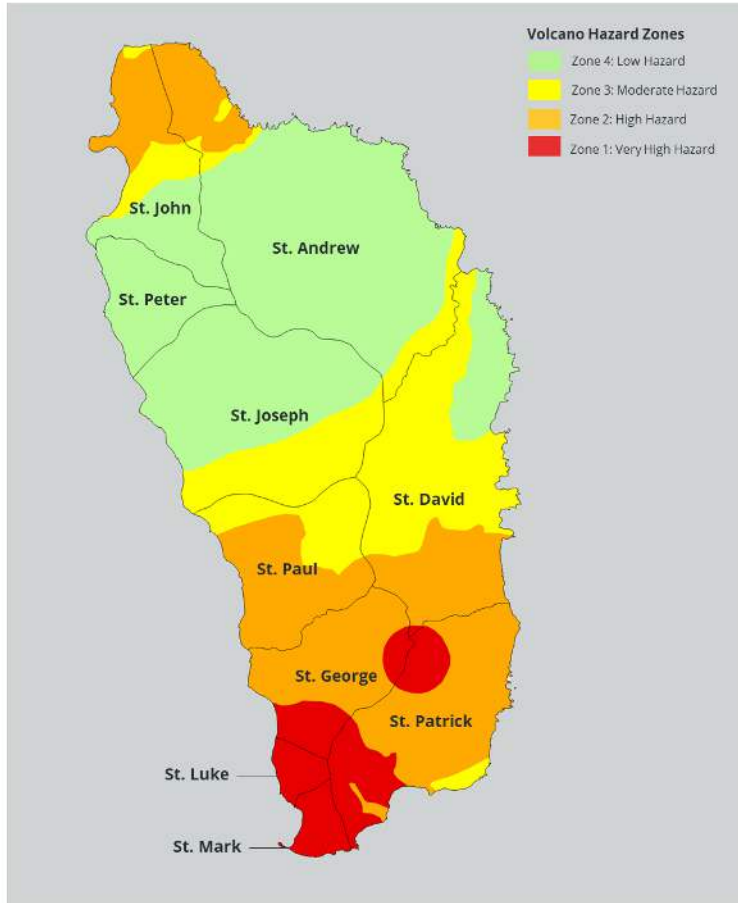 Volcano Hazard Zones
Zone 4: Low Hazard
Zone 3: Moderate Hazard
Zone 2: High Hazard
Zone 1: Very High Hazard
St. John
St. Andrew
St. Peter
St. Joseph
St. David
St. Paul
St. George
St. Patrick
St. Luke
St. Mark